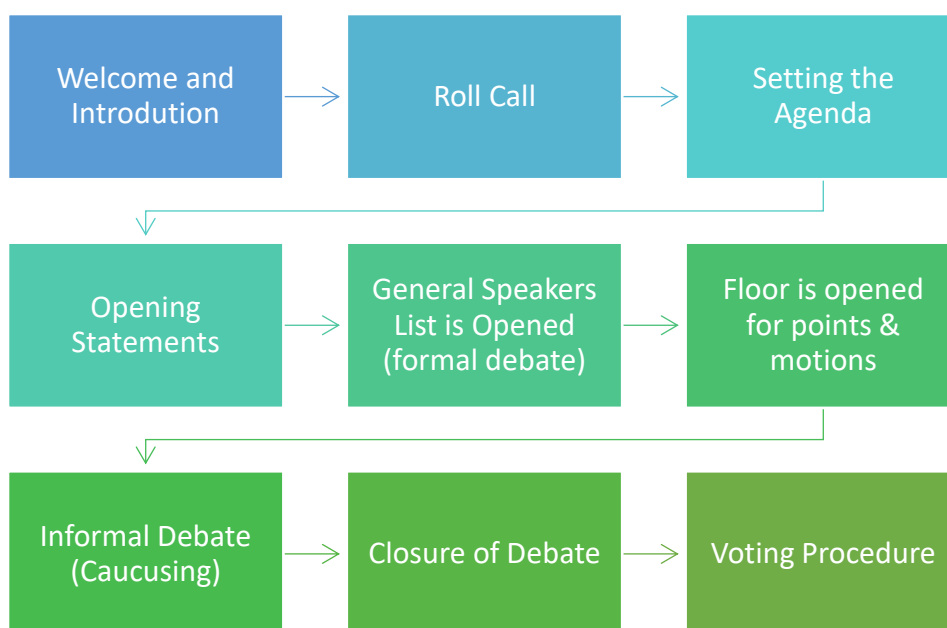 Welcome and
Introdution
Roll Call
Setting the
Agenda
Opening
Statements
General Speakers
List is Opened
(formal debate)
Floor is opened
for points &
motions
Informal Debate
(Caucusing)
Closure of Debate
Voting Procedure